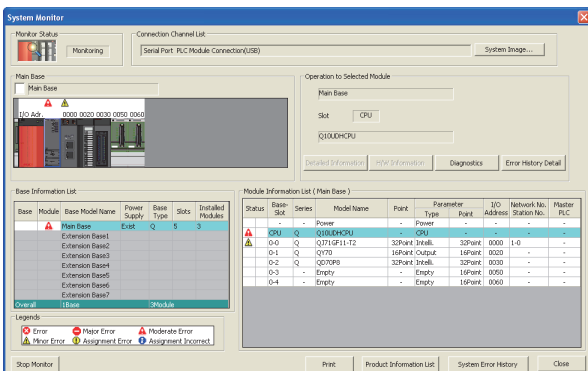 System Monitor
Monitor Status
Monitoring
Connection Channel List
Serial Port PLC Module Connection(USB)
System Image...
Main Base
Main Base
I/O Adr.
0000 0020 0030 0050 0060
Operation to Selected Module
Main Base
Slot CPU
Q10UDHCPU
Detailed Information
H/W Information
Diagnostics
Error History Detail
Base Information List
Base Module Base Model Name Power Supply Base Type Slots Installed Modules
Main Base Exist Q 5 3
Extension Base1
Extension Base2
Extension Base3
Extension Base4
Extension Base5
Extension Base6
Extension Base7
Overall 1Base 3Module
Module Information List ( Main Base )
Status Base-Slot Series Model Name Point Parameter Type Point I/O Address Network No. Station No. Master PLC
- - Power - Power - - - -
CPU Q Q10UDHCPU - CPU - - - -
0-0 Q QJ71GF11-T2 32Point Intelli. 32Point 0000 1-0
0-1 Q QY70 16Point Output 16Point 0020
0-2 Q QD70P8 32Point Intelli. 32Point 0030
0-3 - Empty - Empty 16Point 0050
0-4 - Empty - Empty 16Point 0060
Legends
Error Major Error Moderate Error
Minor Error Assignment Error Assignment Incorrect
Stop Monitor
Print
Product Information List
System Error History
Close